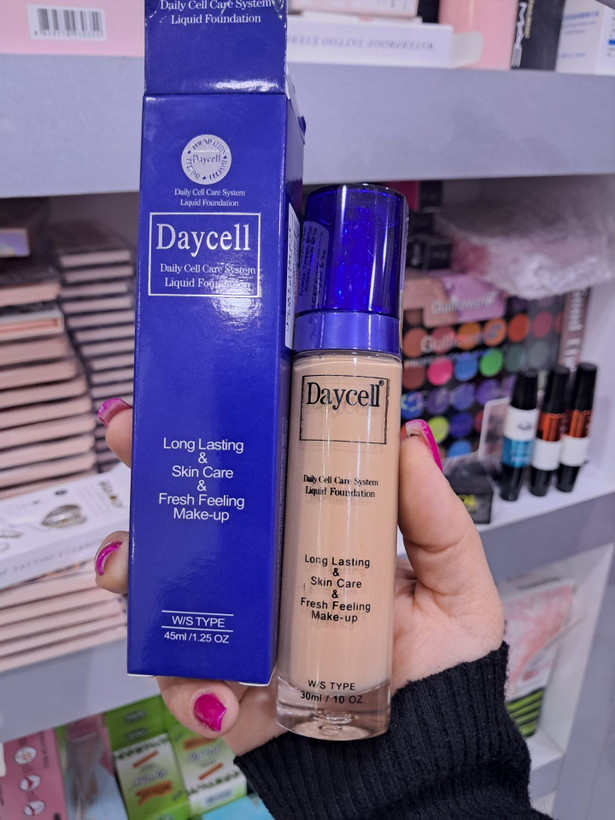 Daily Cell Care System
Liquid Foundation
Daycell
Daily Cell Care System
Liquid Foundation
Daycell
Daily Cell Care System
Liquid Foundation
Long Lasting
&
Skin Care
&
Fresh Feeling
Make-up
W/S TYPE
45ml /1.25 OZ
Daycell®
Daily Cell Care System
Liquid Foundation
Long Lasting
&
Skin Care
&
Fresh Feeling
Make-up
W/S TYPE
30ml / 10 OZ